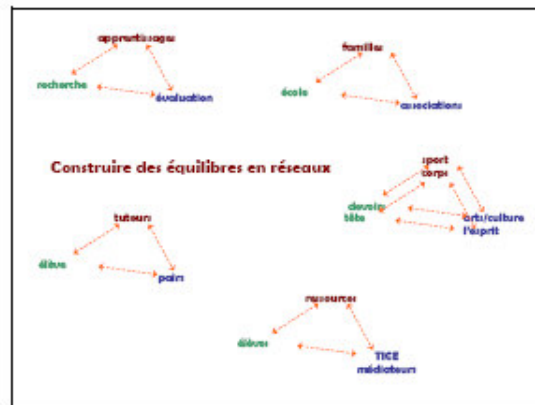 apprentissages
recherche
évaluation
familles
école
associations
Construire des équilibres en réseaux
sport
corps
devoirs
tête
arts/culture
l'esprit
tuteurs
élève
pairs
ressources
élèves
TICE
médiateurs